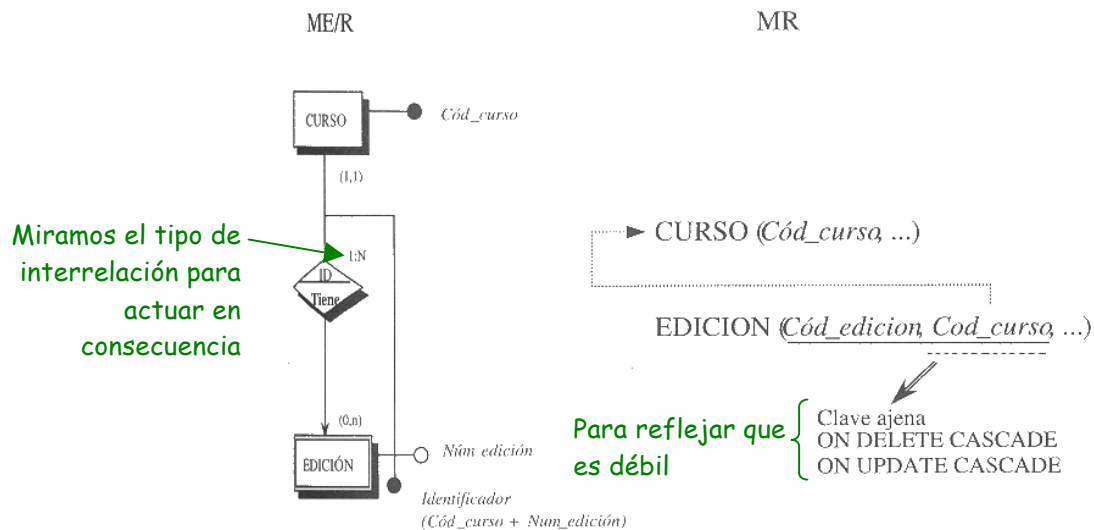 ME/R
MR
CURSO
Cód_curso
(1,1)
Miramos el tipo de
interrelación para
actuar en
consecuencia
1:N
ID
Tiene
CURSO (Cód_curso, ...)
EDICION (Cód_edicion, Cod_curso, ...)
(0,n)
EDICIÓN
Núm edición
Identificador
(Cód_curso + Num_edición)
Para reflejar que
es débil
Clave ajena
ON DELETE CASCADE
ON UPDATE CASCADE